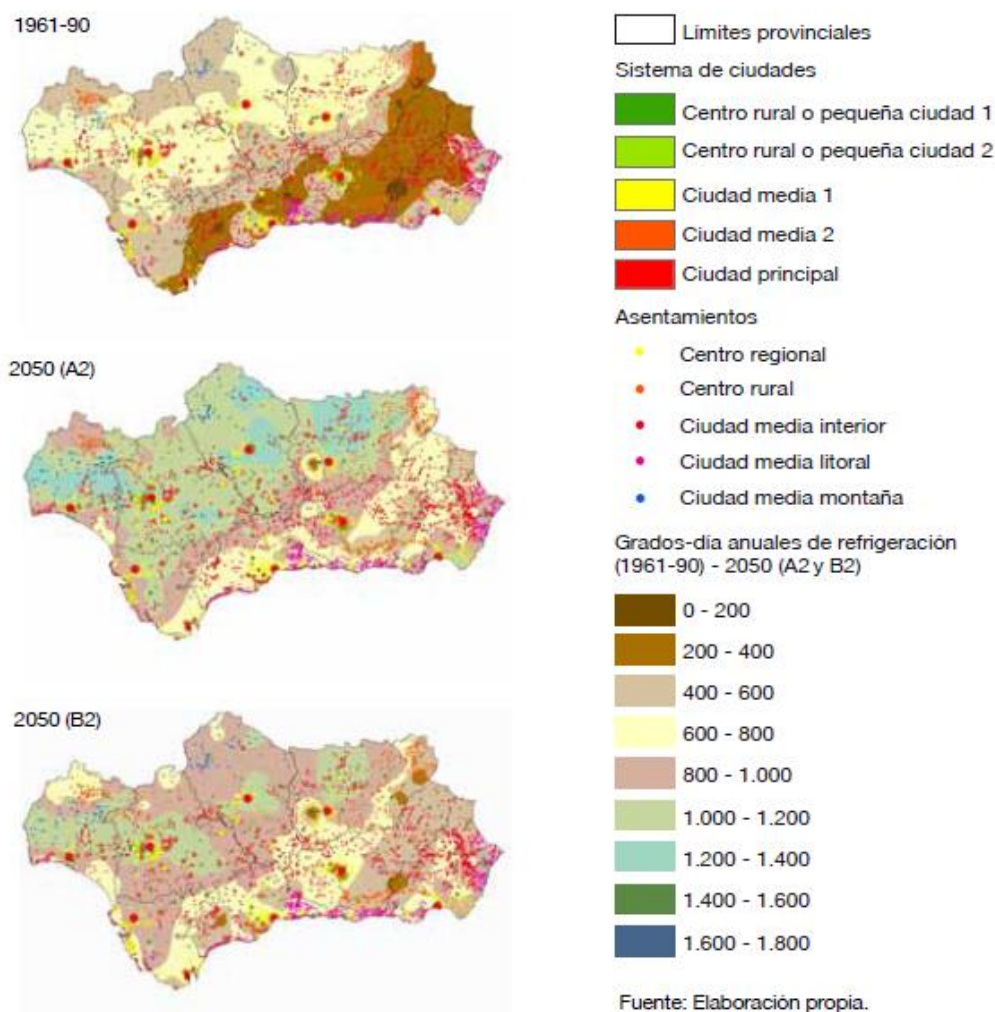 1961-90
2050 (A2)
2050 (B2)
Límites provinciales
Sistema de ciudades
Centro rural o pequeña ciudad 1
Centro rural o pequeña ciudad 2
Ciudad media 1
Ciudad media 2
Ciudad principal
Asentamientos
Centro regional
Centro rural
Ciudad media interior
Ciudad media litoral
Ciudad media montaña
Grados-día anuales de refrigeración
(1961-90) - 2050 (A2 y B2)
0 - 200
200 - 400
400 - 600
600 - 800
800 - 1.000
1.000 - 1.200
1.200 - 1.400
1.400 - 1.600
1.600 - 1.800
Fuente: Elaboración propia.